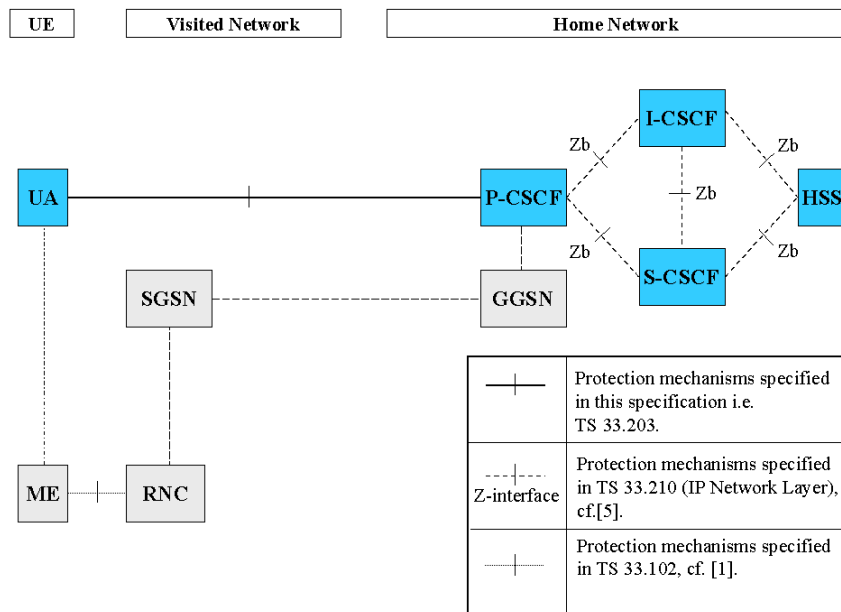 UE
Visited Network
Home Network
I-CSCF
Zb
Zb
UA
P-CSCF
Zb
HSS
Zb
Zb
S-CSCF
SGSN
GGSN
Protection mechanisms specified
in this specification i.e.
TS 33.203.
ME
RNC
Z-interface
Protection mechanisms specified
in TS 33.210 (IP Network Layer),
cf.[5].
Protection mechanisms specified
in TS 33.102, cf. [1].